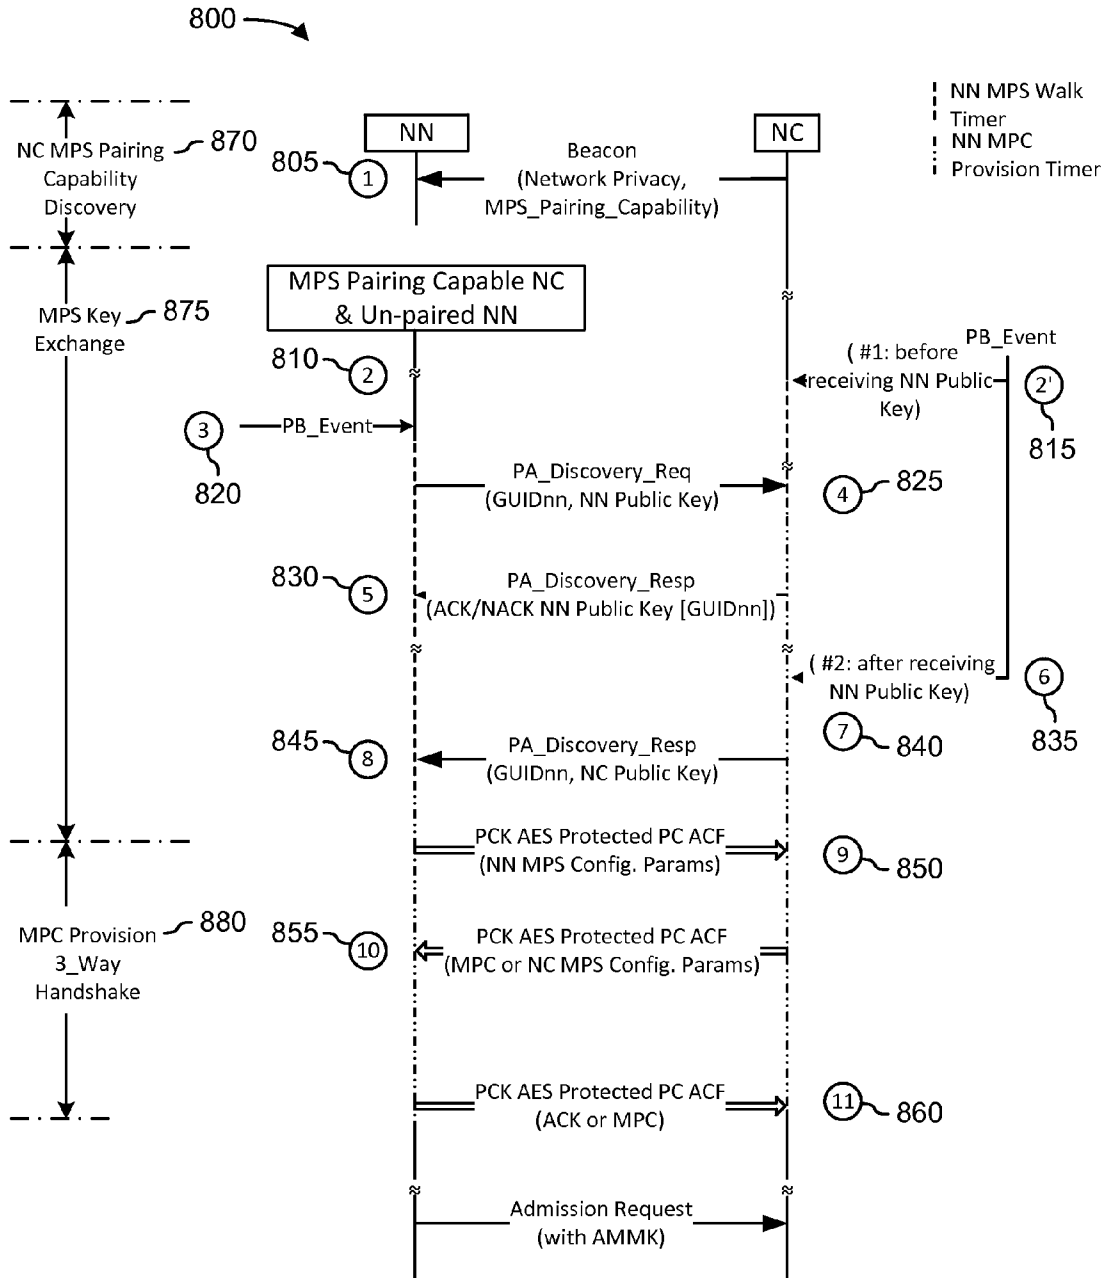 800
NN MPS Walk
Timer
NN MPC
Provision Timer
NN
NC
NC MPS Pairing
Capability
Discovery
870
805
1
Beacon
(Network Privacy,
MPS_Pairing_Capability)
MPS Pairing Capable NC
& Un-paired NN
MPS Key
Exchange
875
810
2
PB_Event
( #1: before
receiving NN Public
Key)
2'
815
3
PB_Event
820
PA_Discovery_Req
(GUIDnn, NN Public Key)
4
825
830
5
PA_Discovery_Resp
(ACK/NACK NN Public Key [GUIDnn])
( #2: after receiving
NN Public Key)
6
835
7
840
845
8
PA_Discovery_Resp
(GUIDnn, NC Public Key)
PCK AES Protected PC ACF
(NN MPS Config. Params)
9
850
MPC Provision
3_Way
Handshake
880
855
10
PCK AES Protected PC ACF
(MPC or NC MPS Config. Params)
PCK AES Protected PC ACF
(ACK or MPC)
11
860
Admission Request
(with AMMK)